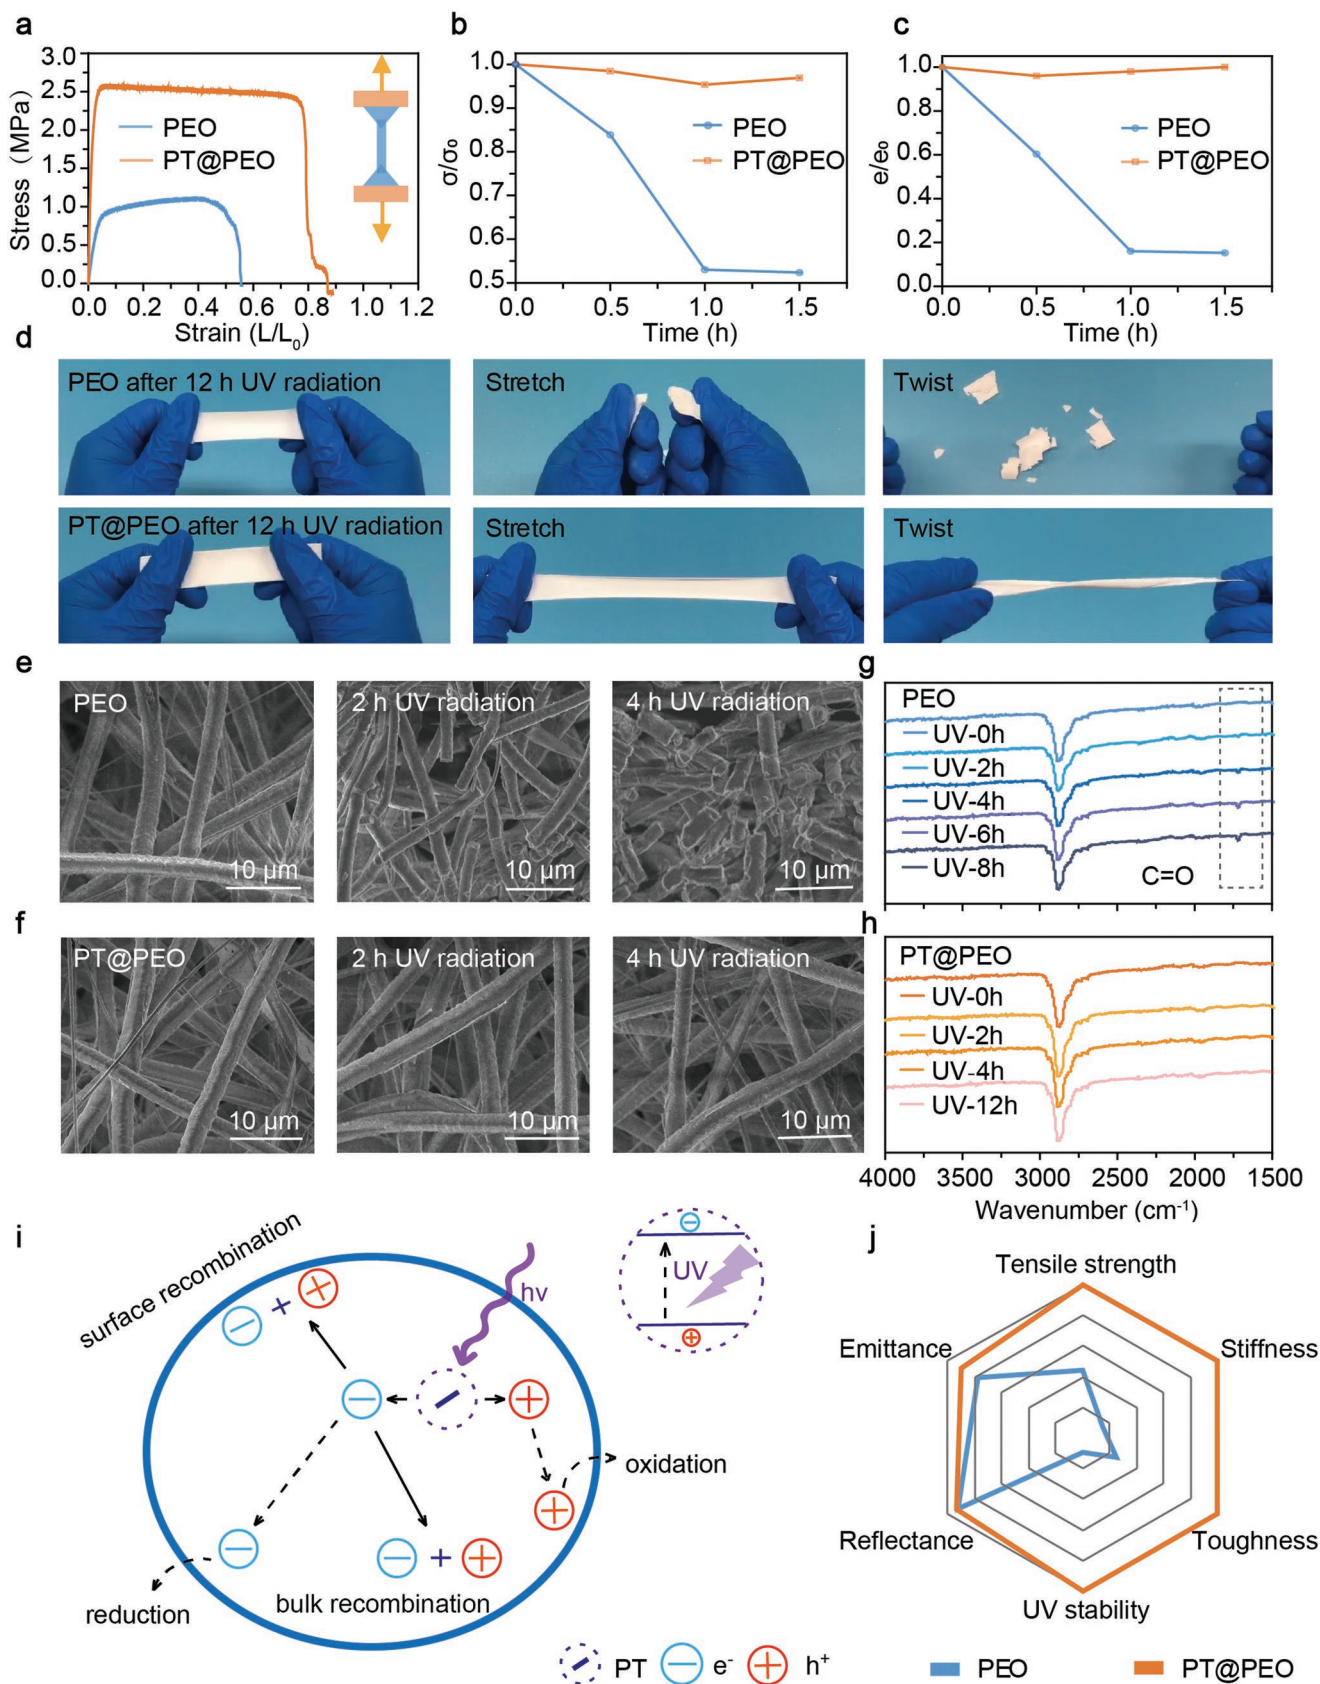 a
Stress (MPa)
3.0
2.5
2.0
1.5
1.0
0.5
0.0
PEO
PT@PEO
0.0 0.2 0.4 0.6 0.8 1.0 1.2
Strain (L/L₀)
b
σ/σ₀
1.0
0.9
0.8
0.7
0.6
0.5
PEO
PT@PEO
0.0 0.5 1.0 1.5
Time (h)
c
e/e₀
1.0
0.8
0.6
0.4
0.2
0.0
PEO
PT@PEO
0.0 0.5 1.0 1.5
Time (h)
d
PEO after 12 h UV radiation
Stretch
Twist
PT@PEO after 12 h UV radiation
Stretch
Twist
e
PEO
10 µm
2 h UV radiation
10 µm
4 h UV radiation
10 µm
f
PT@PEO
10 µm
2 h UV radiation
10 µm
4 h UV radiation
10 µm
g
PEO
UV-0h
UV-2h
UV-4h
UV-6h
UV-8h
C=O
h
PT@PEO
UV-0h
UV-2h
UV-4h
UV-12h
4000 3500 3000 2500 2000 1500
Wavenumber (cm⁻¹)
i
surface recombination
hv
UV
oxidation
reduction
bulk recombination
PT e⁻ h⁺
j
Tensile strength
Emittance
Stiffness
Reflectance
Toughness
UV stability
PEO PT@PEO